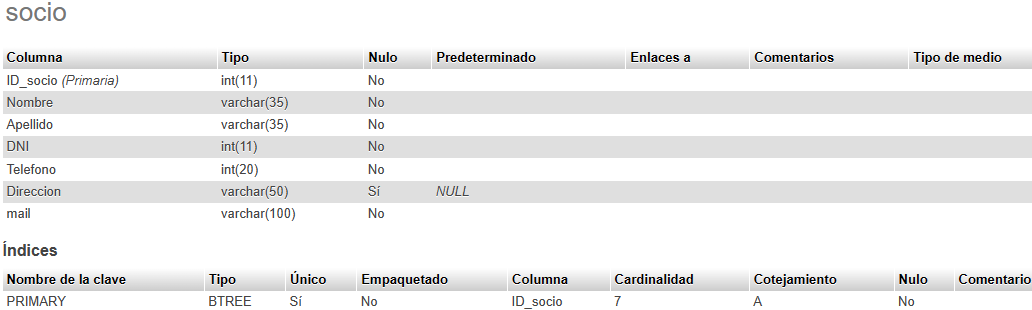 socio
Columna Tipo Nulo Predeterminado Enlaces a Comentarios Tipo de medio
ID_socio (Primaria) int(11) No
Nombre varchar(35) No
Apellido varchar(35) No
DNI int(11) No
Telefono int(20) No
Direccion varchar(50) Sí NULL
mail varchar(100) No
Índices
Nombre de la clave Tipo Único Empaquetado Columna Cardinalidad Cotejamiento Nulo Comentario
PRIMARY BTREE Sí No ID_socio 7 A No